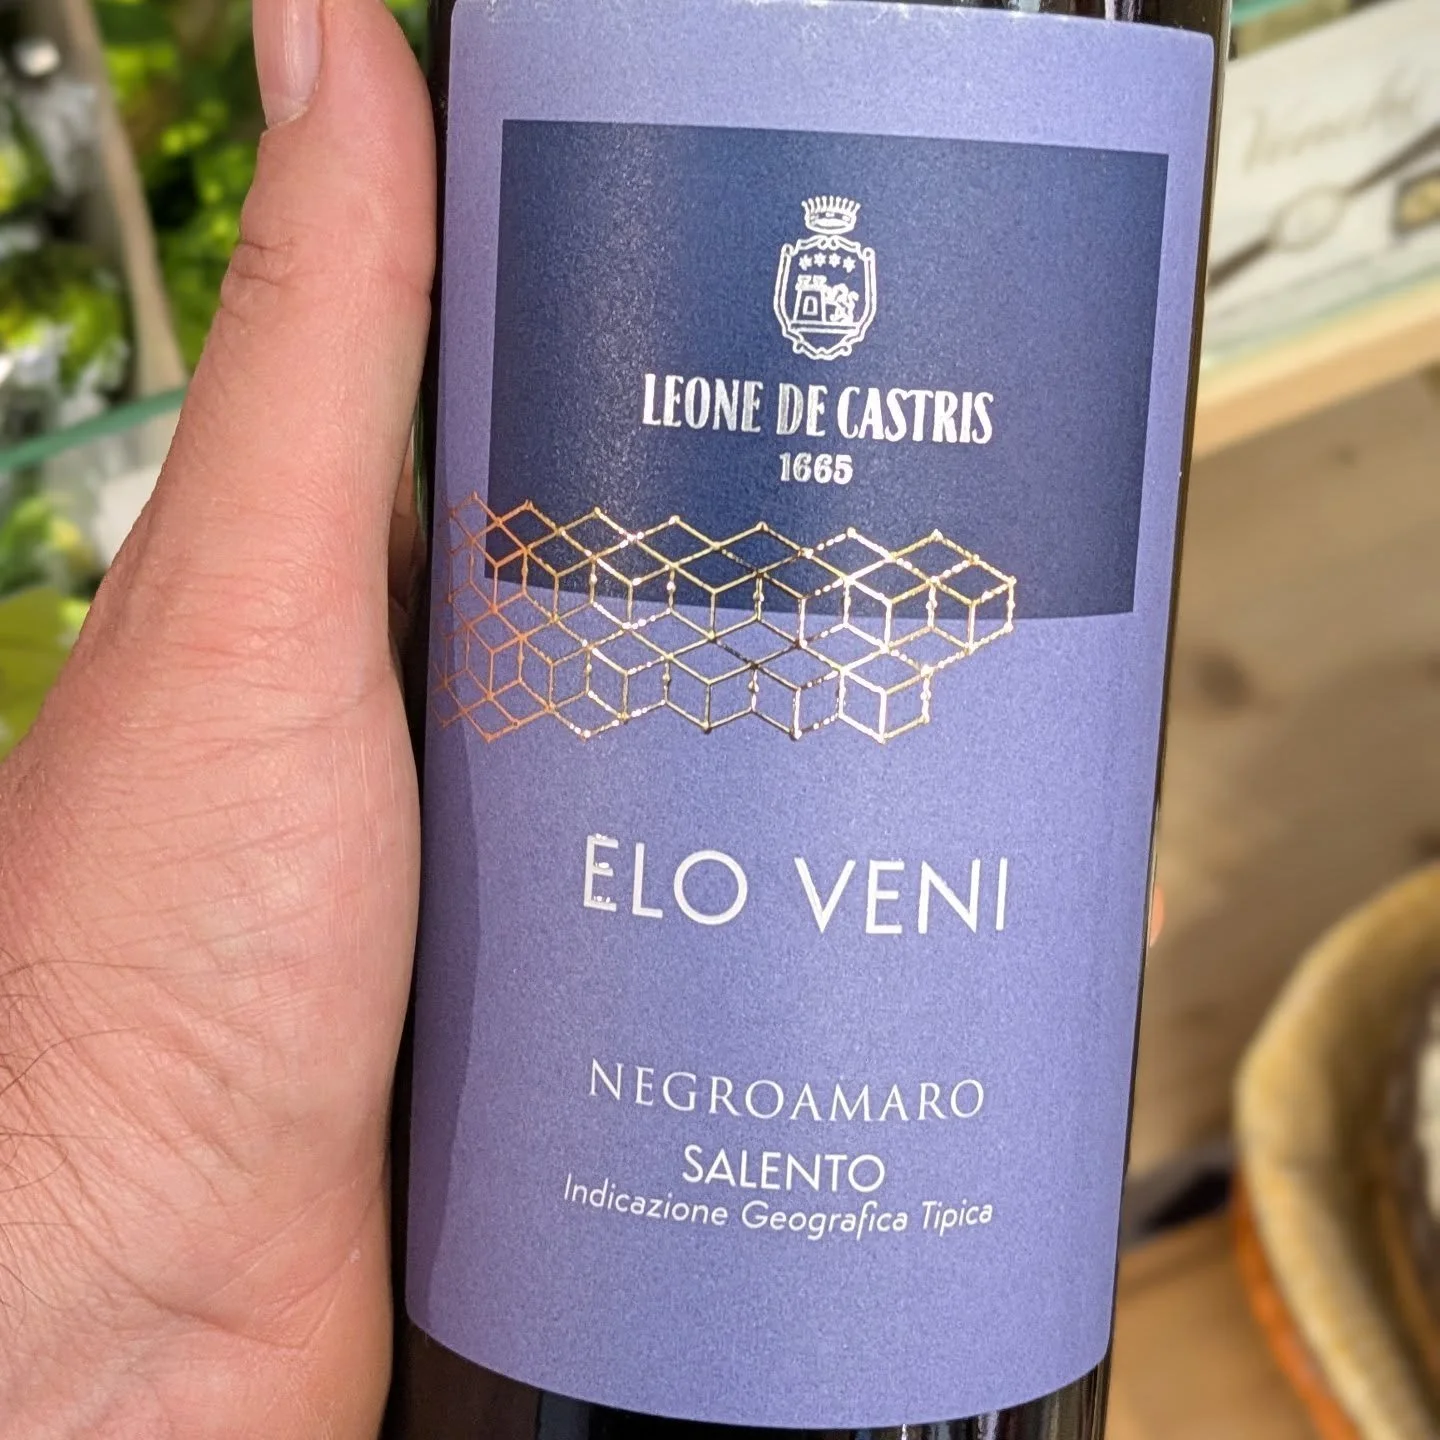 LEONE DE CASTRIS
1665
ELO VENI
NEGROAMARO
SALENTO
Indicazione Geografica Tipica